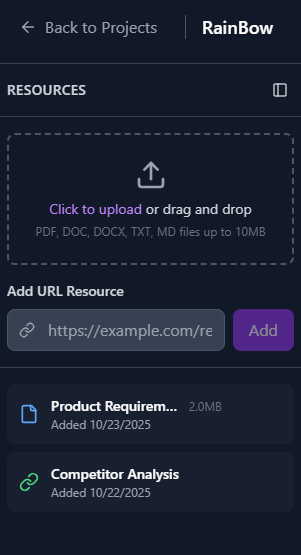 Back to Projects
RainBow
RESOURCES
Click to upload or drag and drop
PDF, DOC, DOCX, TXT, MD files up to 10MB
Add URL Resource
https://example.com/re
Add
Product Requirem... 2.0MB
Added 10/23/2025
Competitor Analysis
Added 10/22/2025